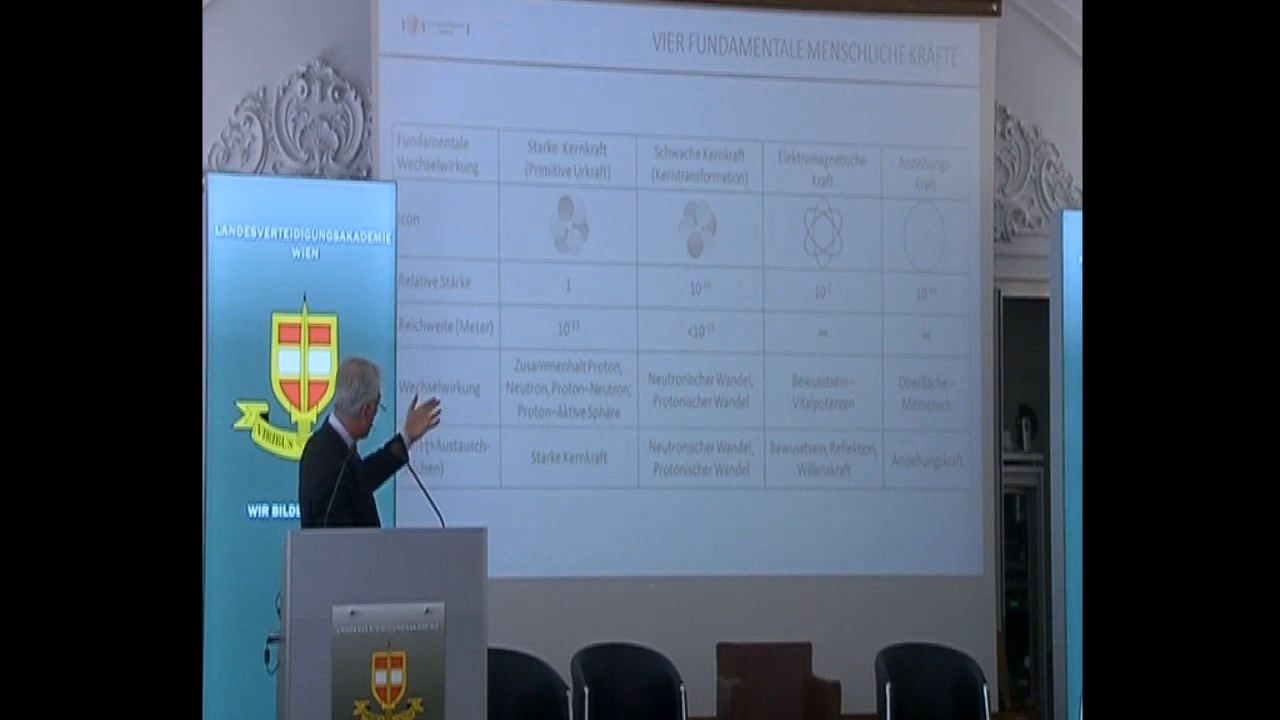 VIER FUNDAMENTALE MENSCHLICHE KRÄFTE
Fundamentale Wechselwirkung
Starke Kernkraft (Primitive Urkraft)
Schwache Kernkraft (Kerntransformation)
Elektromagnetische Kraft
Anziehungs-Kraft
Icon
Relative Stärke
1
Reichweite (Meter)
∞
∞
Wechselwirkung
Zusammenhalt Proton, Neutron, Proton–Neutron; Proton–Aktive Sphäre
Neutronischer Wandel, Protonischer Wandel
Bewusstsein – Vitalpotenzen
Oberfläche – Mitmensch
(=Austausch-
Starke Kernkraft
Neutronischer Wandel, Protonischer Wandel
Bewusstsein, Reflektion, Willenskraft
Anziehungskraft
LANDESVERTEIDIGUNGSAKADEMIE
WIEN
VIRIBUS
WIR BILDE
LANDESVERTEIDIGUNGSAKADEMIE